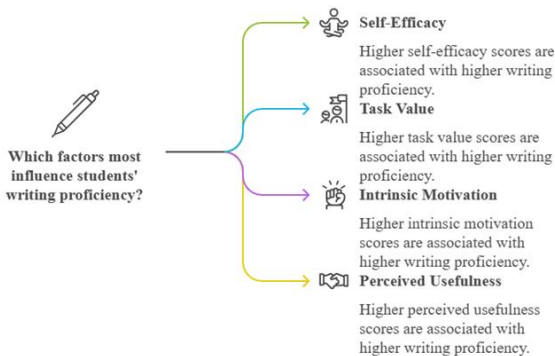 Which factors most
influence students'
writing proficiency?
Self-Efficacy
Higher self-efficacy scores are
associated with higher writing
proficiency.
Task Value
Higher task value scores are
associated with higher writing
proficiency.
Intrinsic Motivation
Higher intrinsic motivation
scores are associated with
higher writing proficiency.
Perceived Usefulness
Higher perceived usefulness
scores are associated with
higher writing proficiency.